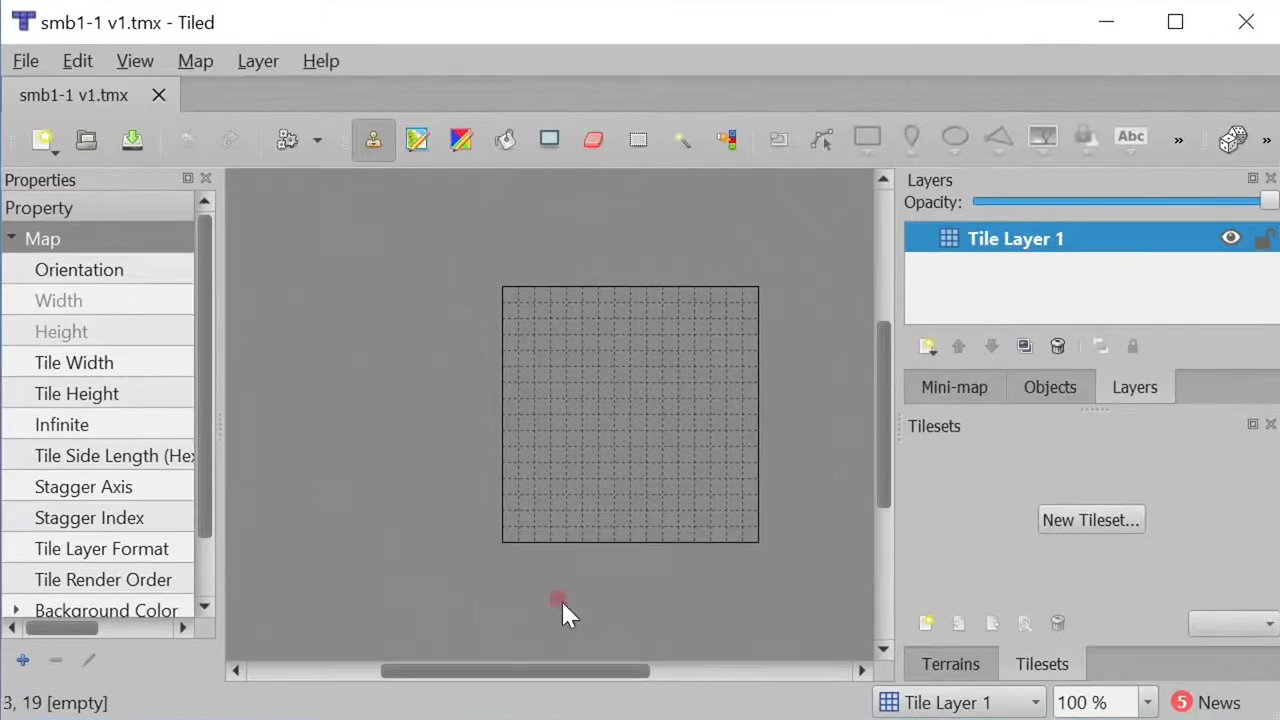 smb1-1 v1.tmx - Tiled
File Edit View Map Layer Help
smb1-1 v1.tmx
Abc
»
»
Properties
Property
Map
Orientation
Width
Height
Tile Width
Tile Height
Infinite
Tile Side Length (Hex
Stagger Axis
Stagger Index
Tile Layer Format
Tile Render Order
Background Color
3, 19 [empty]
Layers
Opacity:
Tile Layer 1
Mini-map Objects Layers
Tilesets
New Tileset...
Terrains Tilesets
Tile Layer 1 100 % 5 News